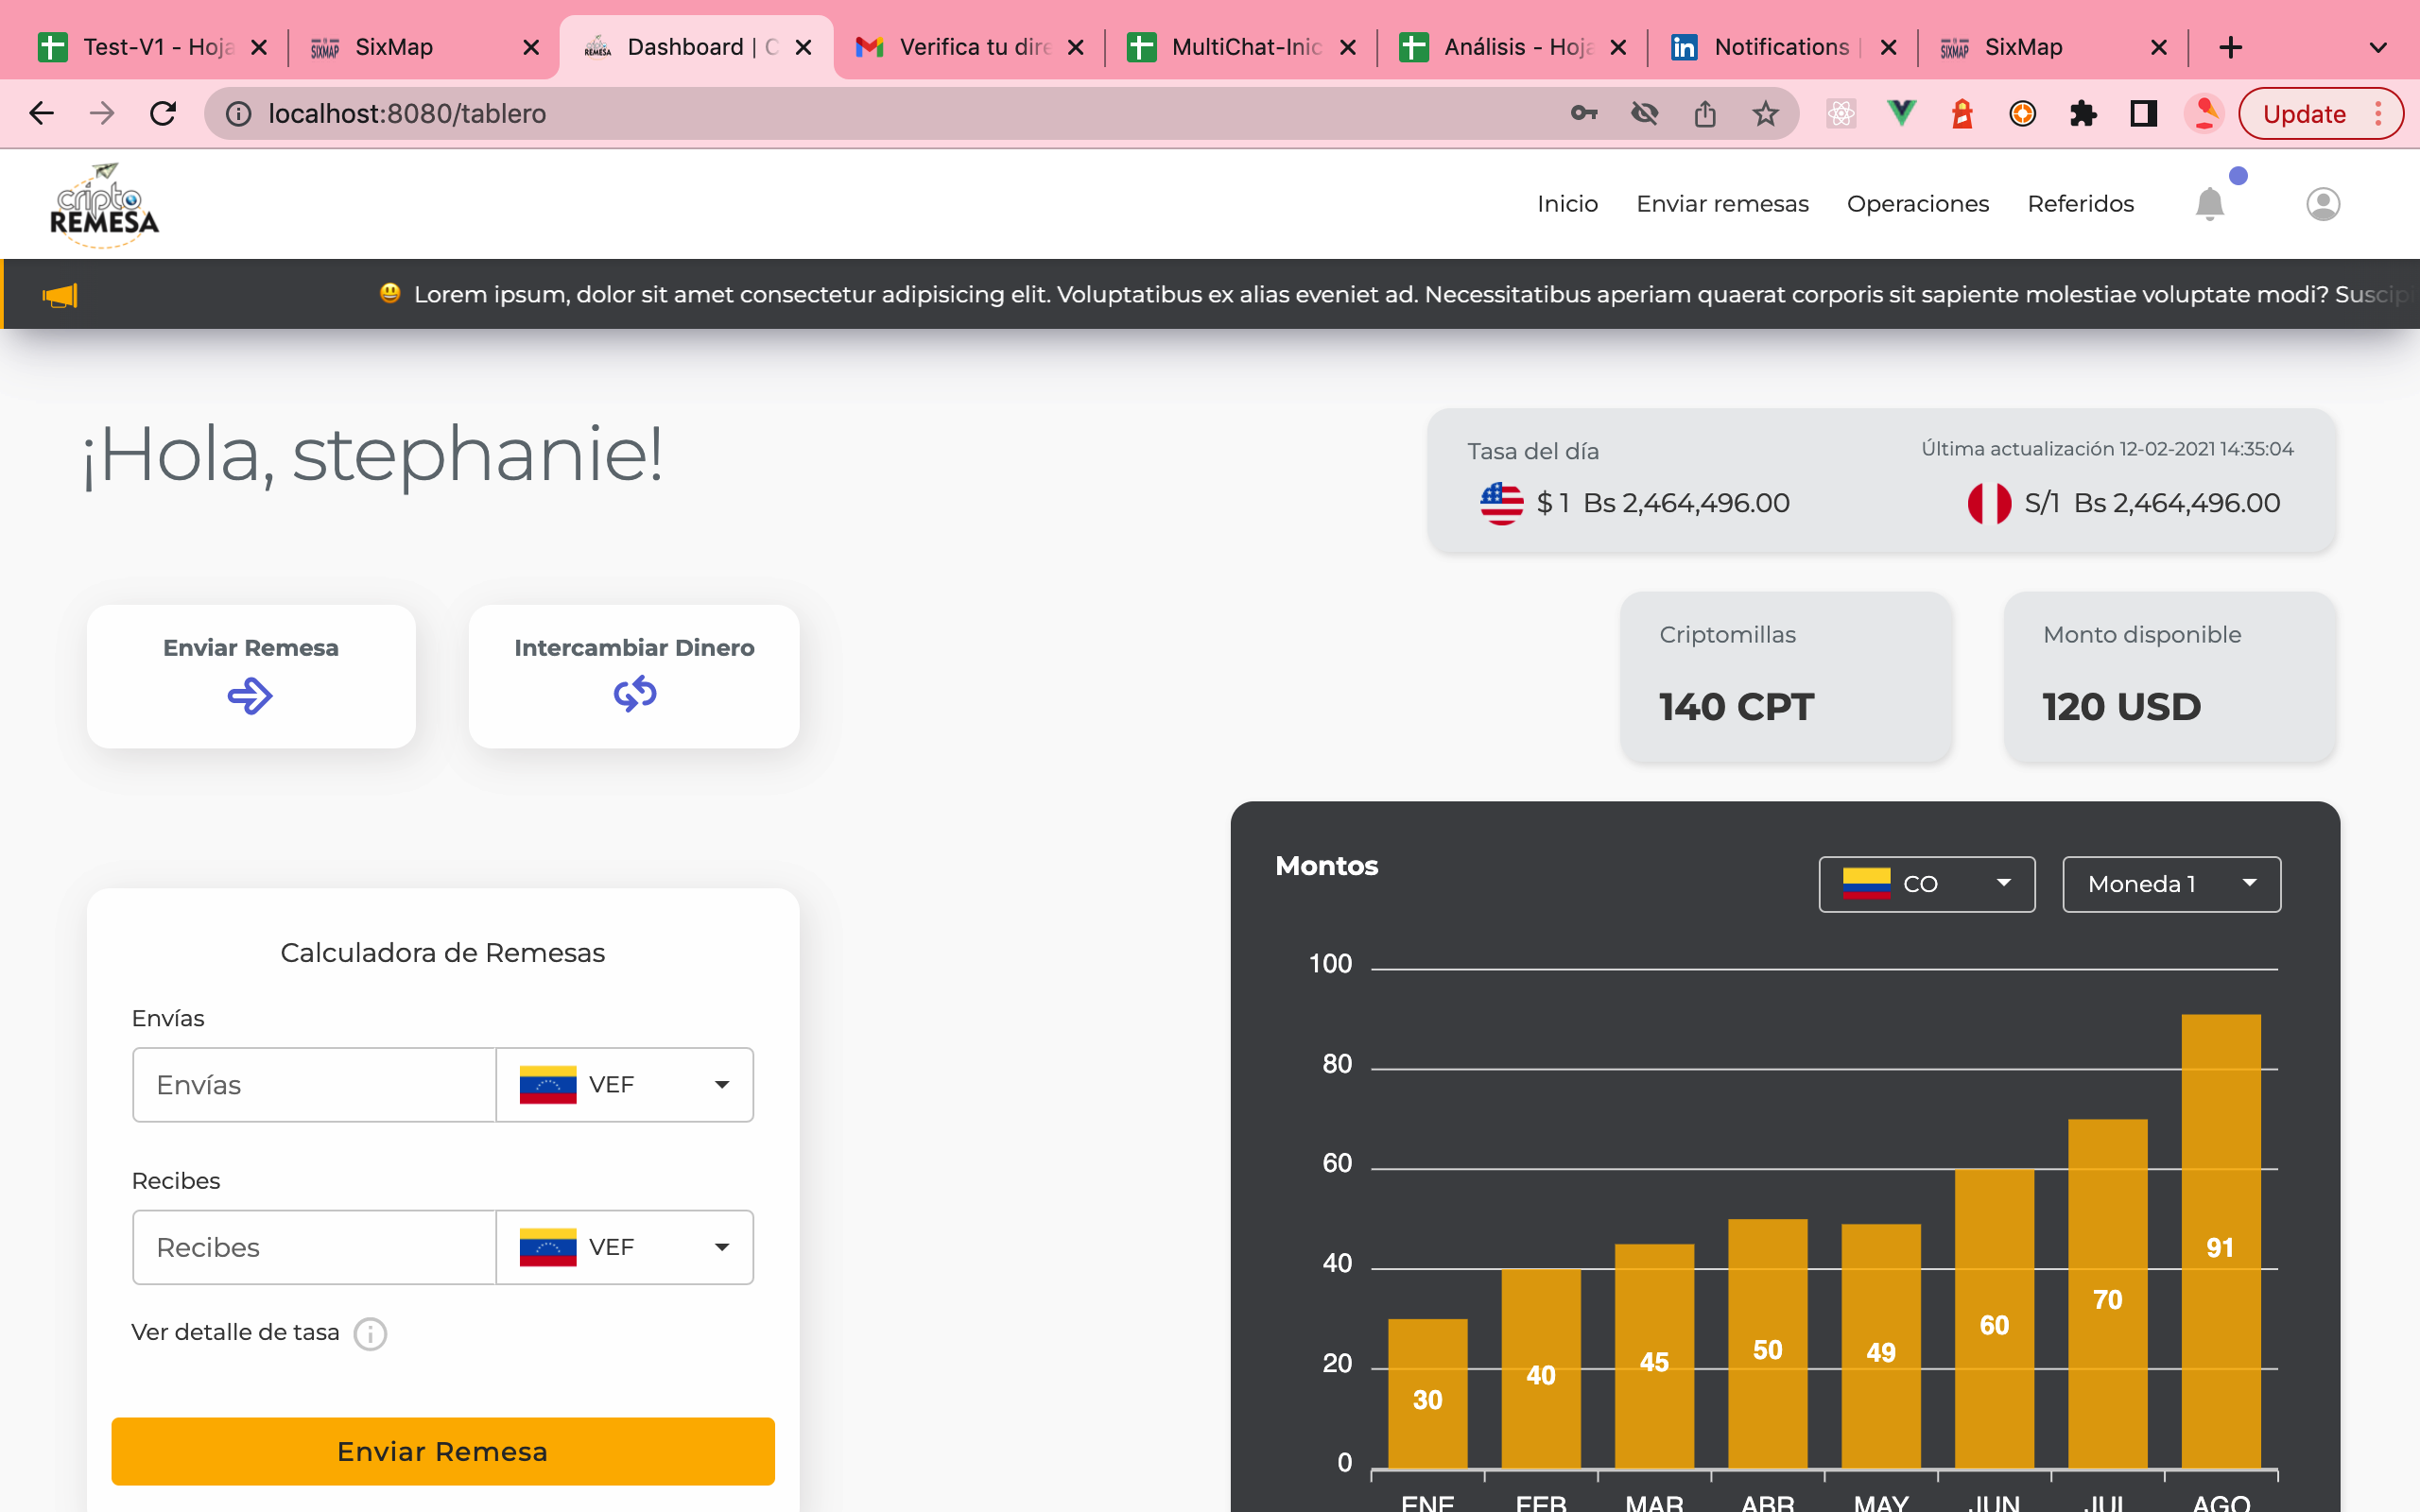 Test-V1 - Hoja
SixMap
Dashboard | C
Verifica tu dire
MultiChat-Inic
Análisis - Hoja
Notifications
SixMap
localhost:8080/tablero
Update
cripto
REMESA
Inicio
Enviar remesas
Operaciones
Referidos
Lorem ipsum, dolor sit amet consectetur adipisicing elit. Voluptatibus ex alias eveniet ad. Necessitatibus aperiam quaerat corporis sit sapiente molestiae voluptate modi? Suscip
¡Hola, stephanie!
Tasa del día
Última actualización 12-02-2021 14:35:04
$ 1 Bs 2,464,496.00
S/1 Bs 2,464,496.00
Enviar Remesa
Intercambiar Dinero
Criptomillas
140 CPT
Monto disponible
120 USD
Calculadora de Remesas
Envías
Envías
VEF
Recibes
Recibes
VEF
Ver detalle de tasa
Enviar Remesa
Montos
CO
Moneda 1
100
80
60
40
20
0
30
40
45
50
49
60
70
91
ENE
FEB
MAR
ABR
MAY
JUN
JUL
AGO